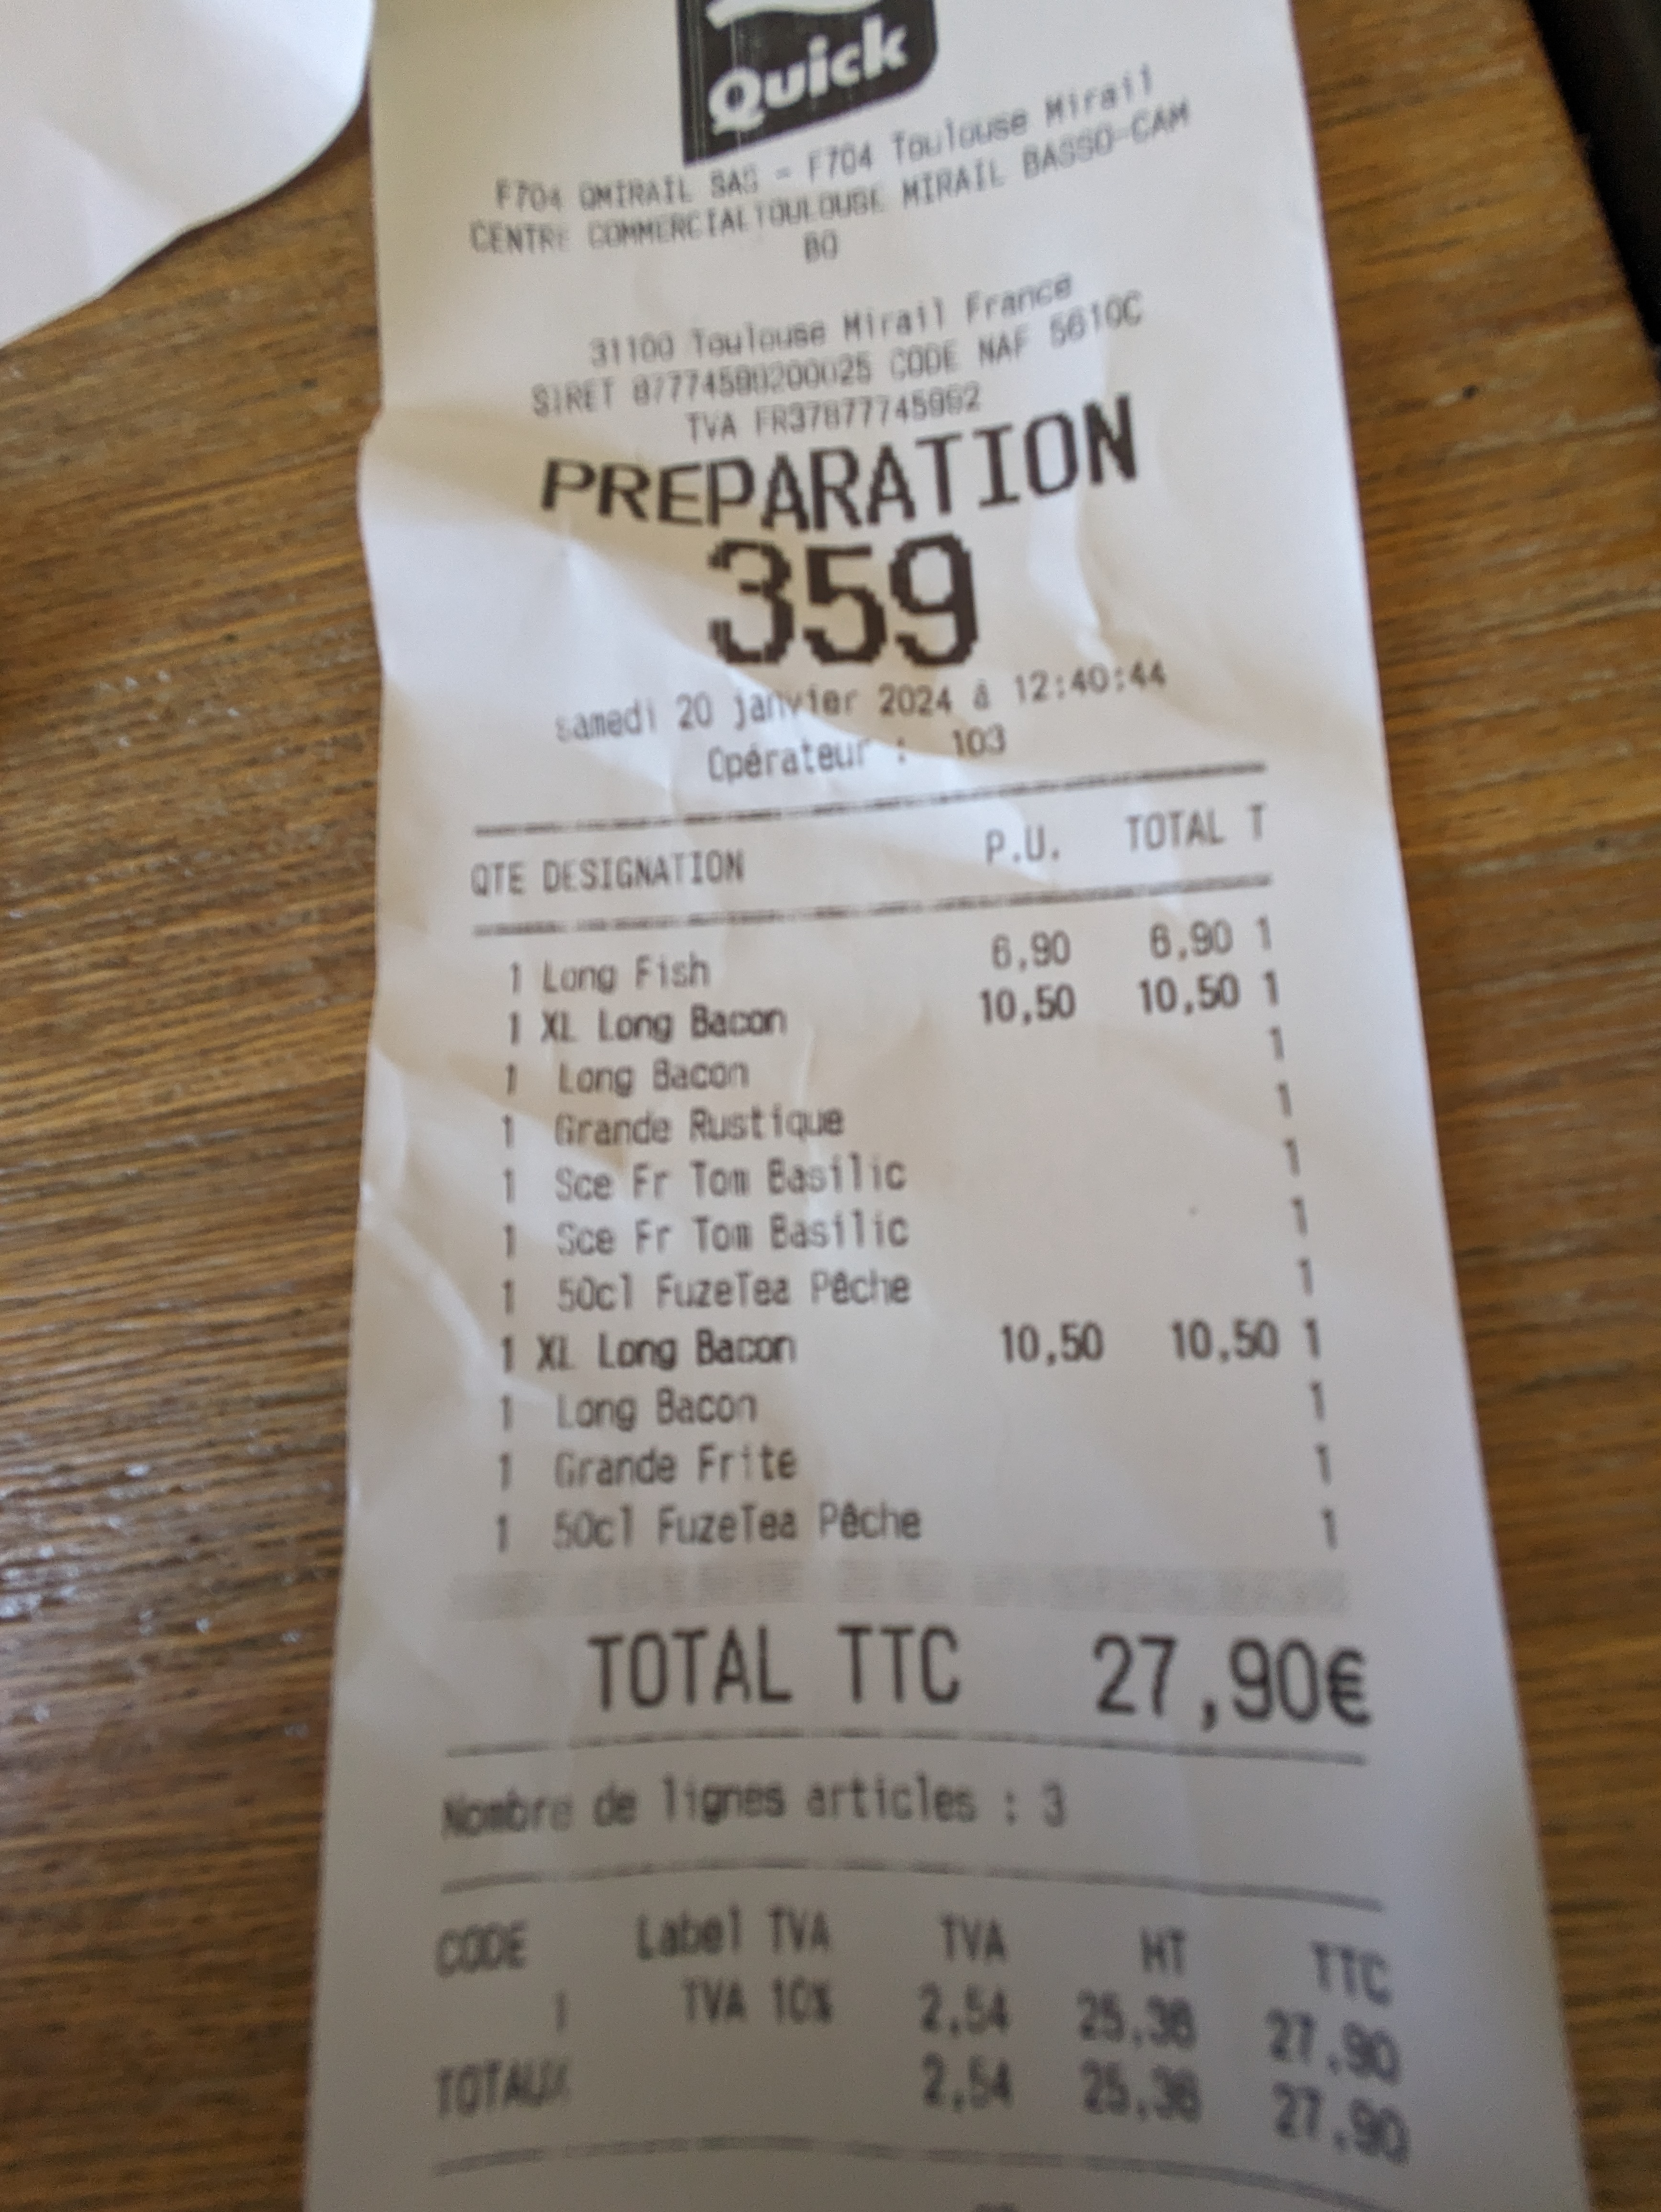 Quick
F704 QMIRAIL SAS - F704 Toulouse Mirail
CENTRE COMMERCIALTOULOUSE MIRAIL BASSO-CAM
BO
31100 Toulouse Mirail France
SIRET CODE NAF 5610C
TVA
PREPARATION
359
samedi 20 janvier 2024 à 12:40:44
Opérateur : 103
QTE DESIGNATION P.U. TOTAL T
1 Long Fish 6,90 6,90 1
1 XL Long Bacon 10,50 10,50 1
1 Long Bacon 1
1 Grande Rustique 1
1 Sce Fr Tom Basilic 1
1 Sce Fr Tom Basilic 1
1 50cl FuzeTea Pêche 1
1 XL Long Bacon 10,50 10,50 1
1 Long Bacon 1
1 Grande Frite 1
1 50cl FuzeTea Pêche 1
TOTAL TTC 27,90€
Nombre de lignes articles : 3
CODE Label TVA TVA HT TTC
1 TVA 10% 2,54 25,36 27,90
TOTAUX 2,54 25,36 27,90